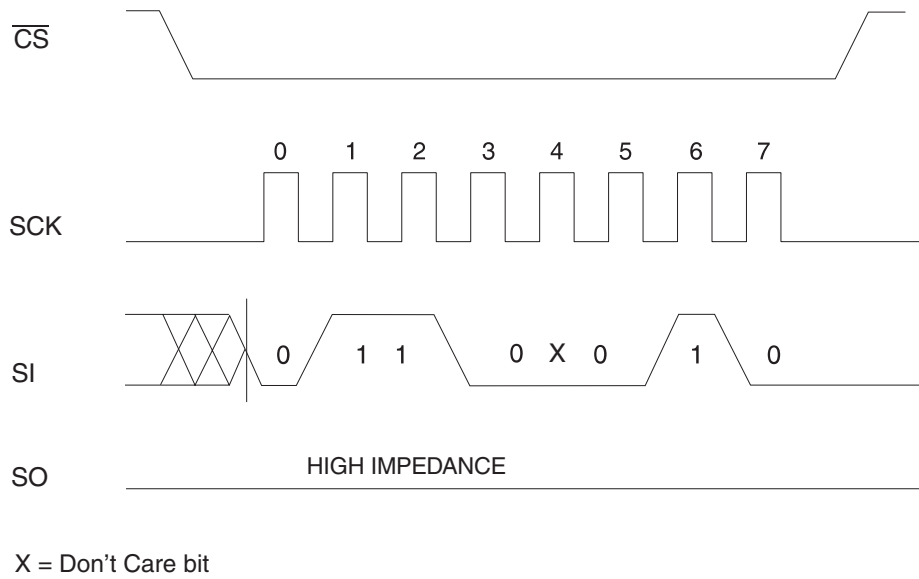 CS
0 1 2 3 4 5 6 7
SCK
0 1 1 0 X 0 1 0
SI
HIGH IMPEDANCE
SO
X = Don't Care bit